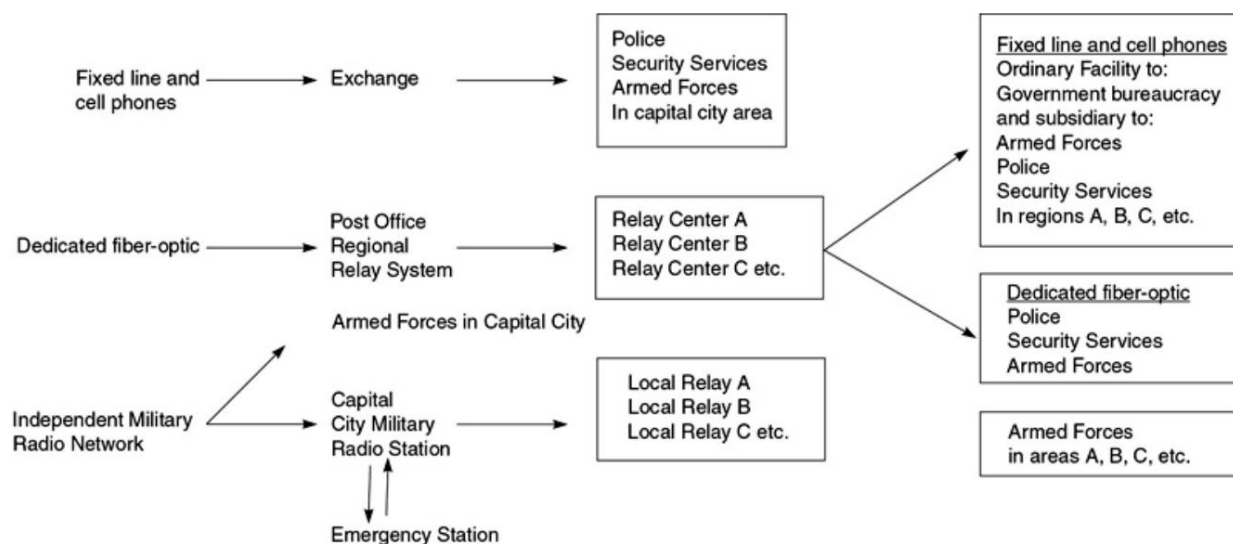 Fixed line and
cell phones
Exchange
Police
Security Services
Armed Forces
In capital city area
Fixed line and cell phones
Ordinary Facility to:
Government bureaucracy
and subsidiary to:
Armed Forces
Police
Security Services
In regions A, B, C, etc.
Dedicated fiber-optic
Post Office
Regional
Relay System
Relay Center A
Relay Center B
Relay Center C etc.
Dedicated fiber-optic
Police
Security Services
Armed Forces
Armed Forces in Capital City
Independent Military
Radio Network
Capital
City Military
Radio Station
Local Relay A
Local Relay B
Local Relay C etc.
Armed Forces
in areas A, B, C, etc.
Emergency Station